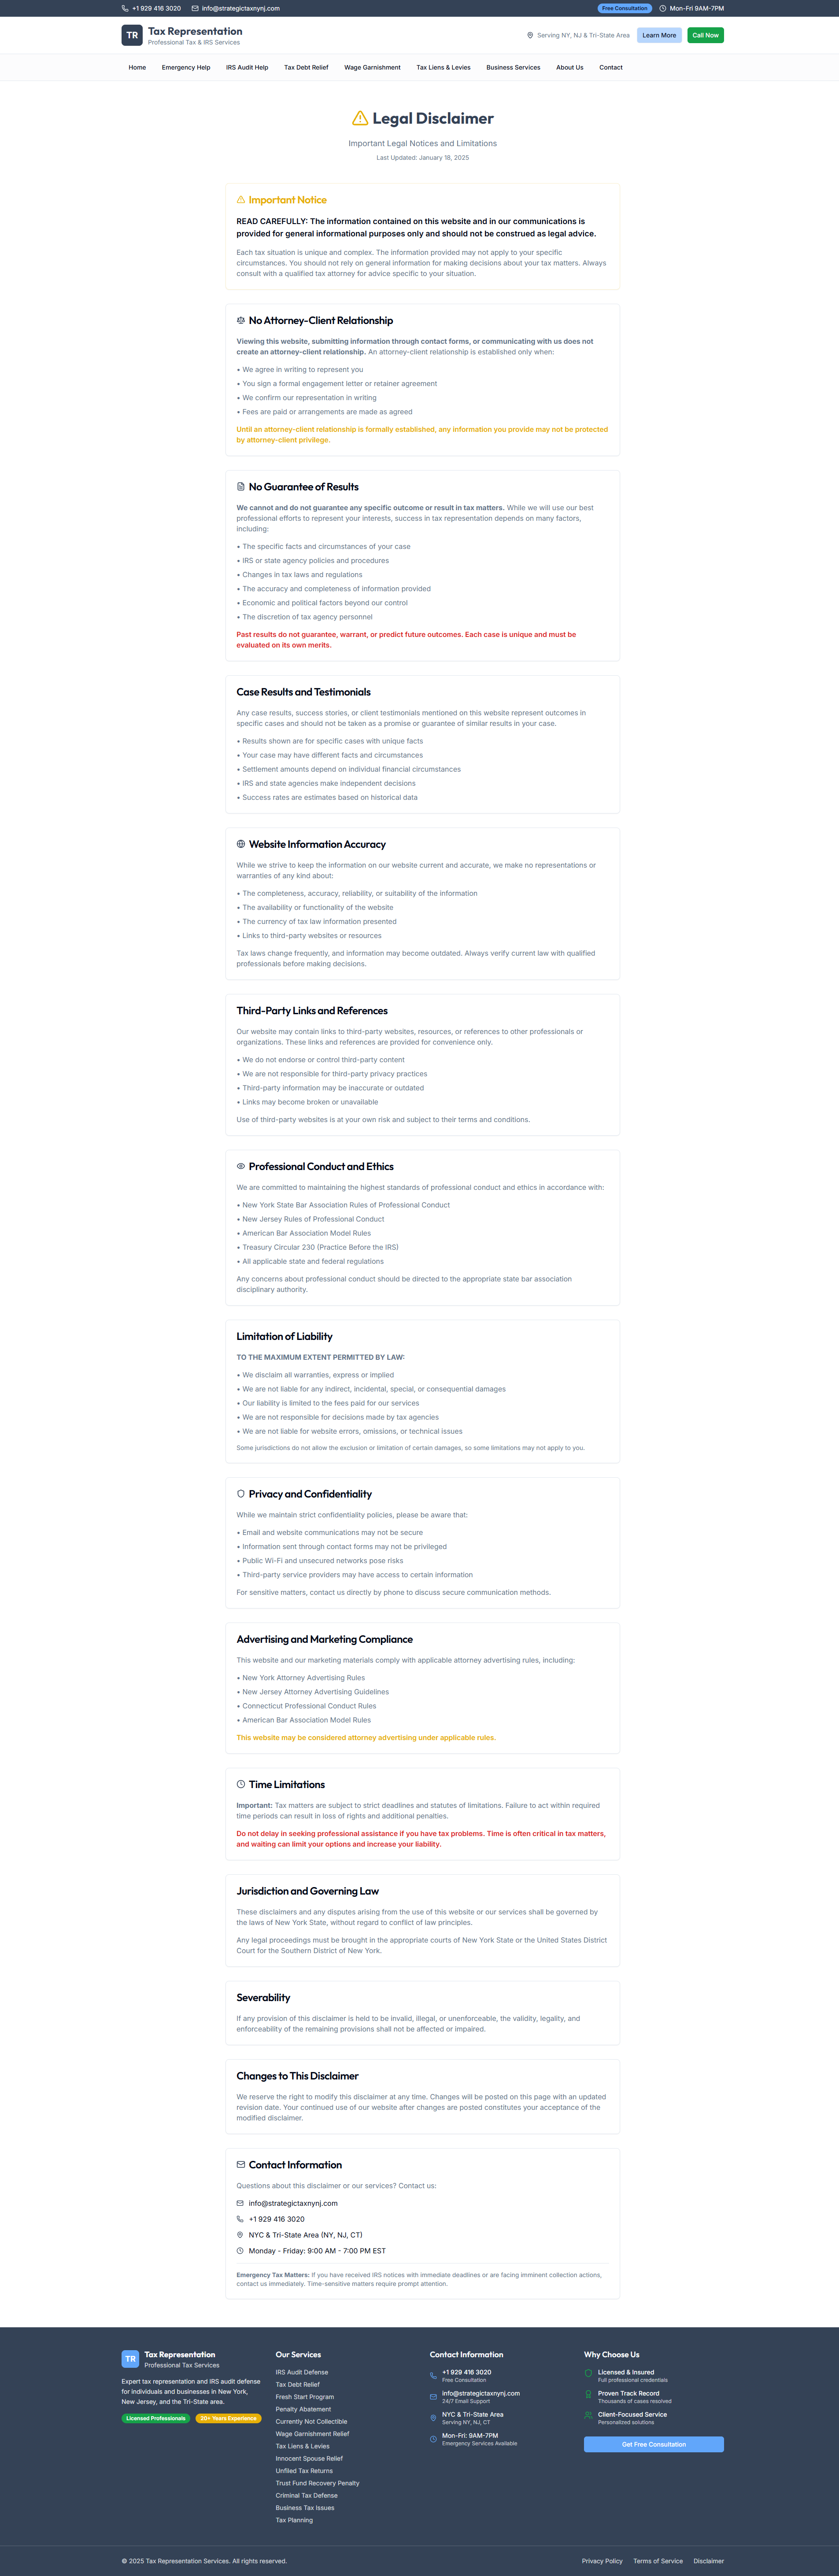 +1 929 416 3020 info@strategictaxnynj.com Free Consultation Mon-Fri 9AM-7PM
TR Tax Representation
Professional Tax & IRS Services
Serving NY, NJ & Tri-State Area Learn More Call Now
Home Emergency Help IRS Audit Help Tax Debt Relief Wage Garnishment Tax Liens & Levies Business Services About Us Contact
Legal Disclaimer
Important Legal Notices and Limitations
Last Updated: January 18, 2025
Important Notice
READ CAREFULLY: The information contained on this website and in our communications is
provided for general informational purposes only and should not be construed as legal advice.
Each tax situation is unique and complex. The information provided may not apply to your specific
circumstances. You should not rely on general information for making decisions about your tax matters. Always
consult with a qualified tax attorney for advice specific to your situation.
No Attorney-Client Relationship
Viewing this website, submitting information through contact forms, or communicating with us does not
create an attorney-client relationship. An attorney-client relationship is established only when:
• We agree in writing to represent you
• You sign a formal engagement letter or retainer agreement
• We confirm our representation in writing
• Fees are paid or arrangements are made as agreed
Until an attorney-client relationship is formally established, any information you provide may not be protected
by attorney-client privilege.
No Guarantee of Results
We cannot and do not guarantee any specific outcome or result in tax matters. While we will use our best
professional efforts to represent your interests, success in tax representation depends on many factors,
including:
• The specific facts and circumstances of your case
• IRS or state agency policies and procedures
• Changes in tax laws and regulations
• The accuracy and completeness of information provided
• Economic and political factors beyond our control
• The discretion of tax agency personnel
Past results do not guarantee, warrant, or predict future outcomes. Each case is unique and must be
evaluated on its own merits.
Case Results and Testimonials
Any case results, success stories, or client testimonials mentioned on this website represent outcomes in
specific cases and should not be taken as a promise or guarantee of similar results in your case.
• Results shown are for specific cases with unique facts
• Your case may have different facts and circumstances
• Settlement amounts depend on individual financial circumstances
• IRS and state agencies make independent decisions
• Success rates are estimates based on historical data
Website Information Accuracy
While we strive to keep the information on our website current and accurate, we make no representations or
warranties of any kind about:
• The completeness, accuracy, reliability, or suitability of the information
• The availability or functionality of the website
• The currency of tax law information presented
• Links to third-party websites or resources
Tax laws change frequently, and information may become outdated. Always verify current law with qualified
professionals before making decisions.
Third-Party Links and References
Our website may contain links to third-party websites, resources, or references to other professionals or
organizations. These links and references are provided for convenience only.
• We do not endorse or control third-party content
• We are not responsible for third-party privacy practices
• Third-party information may be inaccurate or outdated
• Links may become broken or unavailable
Use of third-party websites is at your own risk and subject to their terms and conditions.
Professional Conduct and Ethics
We are committed to maintaining the highest standards of professional conduct and ethics in accordance with:
• New York State Bar Association Rules of Professional Conduct
• New Jersey Rules of Professional Conduct
• American Bar Association Model Rules
• Treasury Circular 230 (Practice Before the IRS)
• All applicable state and federal regulations
Any concerns about professional conduct should be directed to the appropriate state bar association
disciplinary authority.
Limitation of Liability
TO THE MAXIMUM EXTENT PERMITTED BY LAW:
• We disclaim all warranties, express or implied
• We are not liable for any indirect, incidental, special, or consequential damages
• Our liability is limited to the fees paid for our services
• We are not responsible for decisions made by tax agencies
• We are not liable for website errors, omissions, or technical issues
Some jurisdictions do not allow the exclusion or limitation of certain damages, so some limitations may not apply to you.
Privacy and Confidentiality
While we maintain strict confidentiality policies, please be aware that:
• Email and website communications may not be secure
• Information sent through contact forms may not be privileged
• Public Wi-Fi and unsecured networks pose risks
• Third-party service providers may have access to certain information
For sensitive matters, contact us directly by phone to discuss secure communication methods.
Advertising and Marketing Compliance
This website and our marketing materials comply with applicable attorney advertising rules, including:
• New York Attorney Advertising Rules
• New Jersey Attorney Advertising Guidelines
• Connecticut Professional Conduct Rules
• American Bar Association Model Rules
This website may be considered attorney advertising under applicable rules.
Time Limitations
Important: Tax matters are subject to strict deadlines and statutes of limitations. Failure to act within required
time periods can result in loss of rights and additional penalties.
Do not delay in seeking professional assistance if you have tax problems. Time is often critical in tax matters,
and waiting can limit your options and increase your liability.
Jurisdiction and Governing Law
These disclaimers and any disputes arising from the use of this website or our services shall be governed by
the laws of New York State, without regard to conflict of law principles.
Any legal proceedings must be brought in the appropriate courts of New York State or the United States District
Court for the Southern District of New York.
Severability
If any provision of this disclaimer is held to be invalid, illegal, or unenforceable, the validity, legality, and
enforceability of the remaining provisions shall not be affected or impaired.
Changes to This Disclaimer
We reserve the right to modify this disclaimer at any time. Changes will be posted on this page with an updated
revision date. Your continued use of our website after changes are posted constitutes your acceptance of the
modified disclaimer.
Contact Information
Questions about this disclaimer or our services? Contact us:
info@strategictaxnynj.com
+1 929 416 3020
NYC & Tri-State Area (NY, NJ, CT)
Monday - Friday: 9:00 AM - 7:00 PM EST
Emergency Tax Matters: If you have received IRS notices with immediate deadlines or are facing imminent collection actions,
contact us immediately. Time-sensitive matters require prompt attention.
TR Tax Representation
Professional Tax Services
Expert tax representation and IRS audit defense
for individuals and businesses in New York,
New Jersey, and the Tri-State area.
Licensed Professionals 20+ Years Experience
Our Services
IRS Audit Defense
Tax Debt Relief
Fresh Start Program
Penalty Abatement
Currently Not Collectible
Wage Garnishment Relief
Tax Liens & Levies
Innocent Spouse Relief
Unfiled Tax Returns
Trust Fund Recovery Penalty
Criminal Tax Defense
Business Tax Issues
Tax Planning
Contact Information
+1 929 416 3020
Free Consultation
info@strategictaxnynj.com
24/7 Email Support
NYC & Tri-State Area
Serving NY, NJ, CT
Mon-Fri: 9AM-7PM
Emergency Services Available
Why Choose Us
Licensed & Insured
Full professional credentials
Proven Track Record
Thousands of cases resolved
Client-Focused Service
Personalized solutions
Get Free Consultation
© 2025 Tax Representation Services. All rights reserved.
Privacy Policy Terms of Service Disclaimer